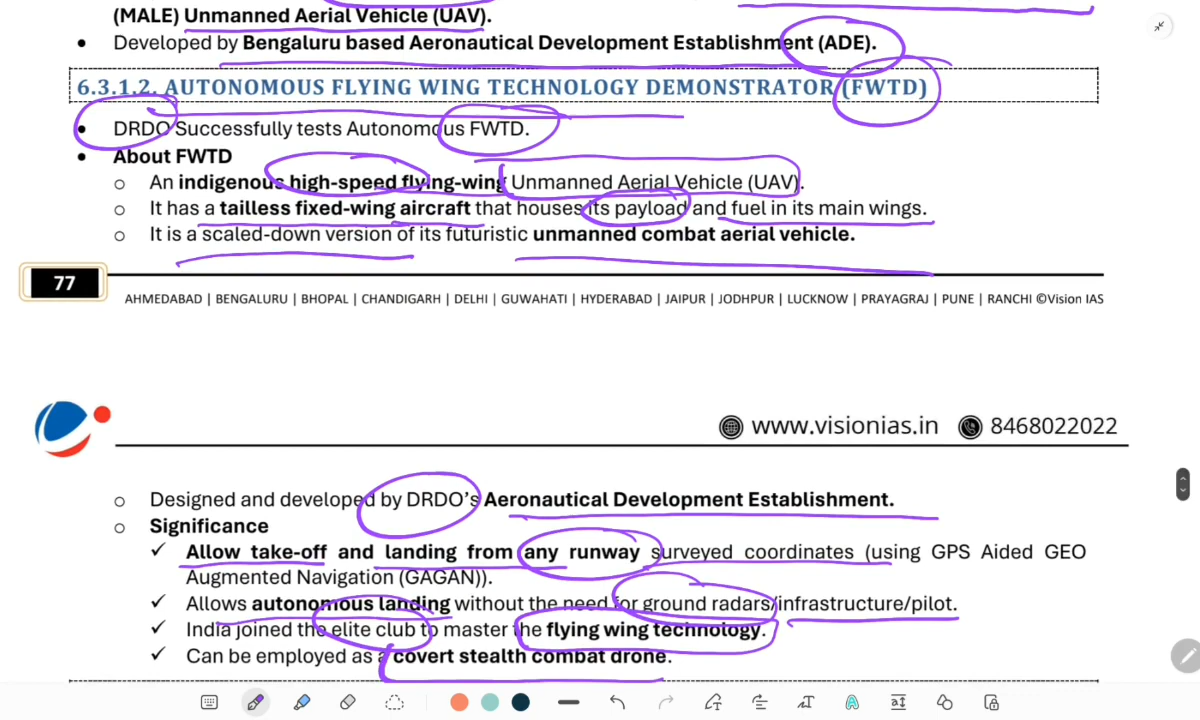 (MALE) Unmanned Aerial Vehicle (UAV).
• Developed by Bengaluru based Aeronautical Development Establishment (ADE).
6.3.1.2. AUTONOMOUS FLYING WING TECHNOLOGY DEMONSTRATOR (FWTD)
• DRDO Successfully tests Autonomous FWTD.
• About FWTD
o An indigenous high-speed flying-wing Unmanned Aerial Vehicle (UAV).
o It has a tailless fixed-wing aircraft that houses its payload and fuel in its main wings.
o It is a scaled-down version of its futuristic unmanned combat aerial vehicle.
77
AHMEDABAD | BENGALURU | BHOPAL | CHANDIGARH | DELHI | GUWAHATI | HYDERABAD | JAIPUR | JODHPUR | LUCKNOW | PRAYAGRAJ | PUNE | RANCHI ©Vision IAS
www.visionias.in 8468022022
o Designed and developed by DRDO's Aeronautical Development Establishment.
o Significance
✓ Allow take-off and landing from any runway surveyed coordinates (using GPS Aided GEO
Augmented Navigation (GAGAN)).
✓ Allows autonomous landing without the need for ground radars/infrastructure/pilot.
✓ India joined the elite club to master the flying wing technology.
✓ Can be employed as a covert stealth combat drone.